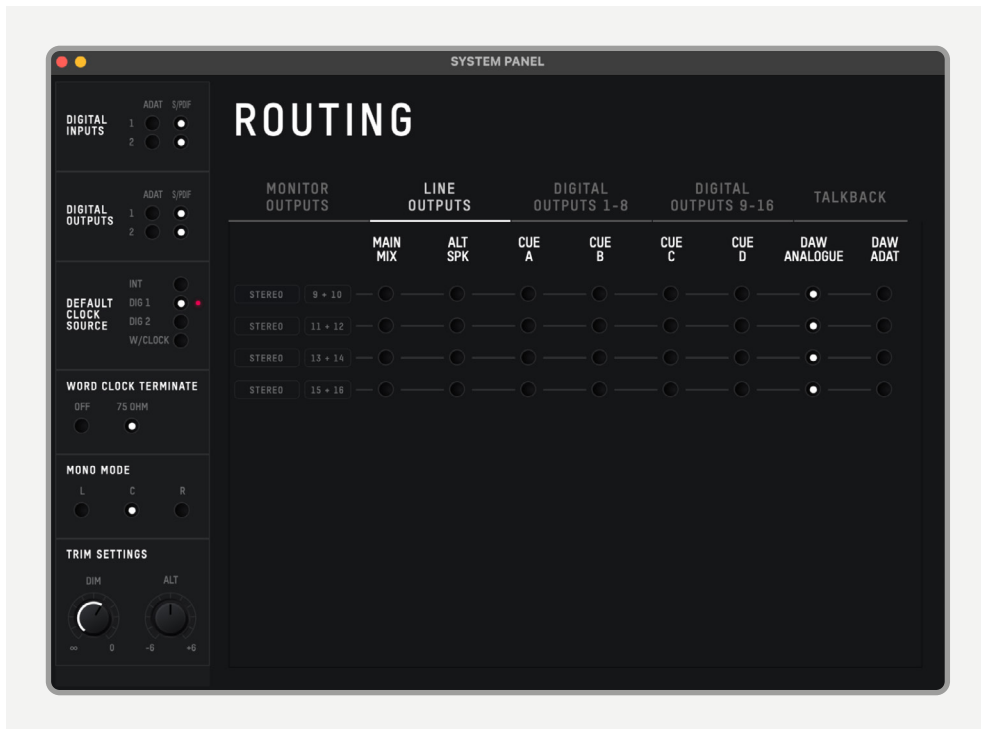 SYSTEM PANEL
DIGITAL
INPUTS
ADAT S/PDIF
1
2
DIGITAL
OUTPUTS
ADAT S/PDIF
1
2
DEFAULT
CLOCK
SOURCE
INT
DIG 1
DIG 2
W/CLOCK
WORD CLOCK TERMINATE
OFF 75 OHM
MONO MODE
L C R
TRIM SETTINGS
DIM ALT
∞ 0 -6 +6
ROUTING
MONITOR
OUTPUTS
LINE
OUTPUTS
DIGITAL
OUTPUTS 1-8
DIGITAL
OUTPUTS 9-16
TALKBACK
MAIN
MIX
ALT
SPK
CUE
A
CUE
B
CUE
C
CUE
D
DAW
ANALOGUE
DAW
ADAT
STEREO 9 + 10
STEREO 11 + 12
STEREO 13 + 14
STEREO 15 + 16